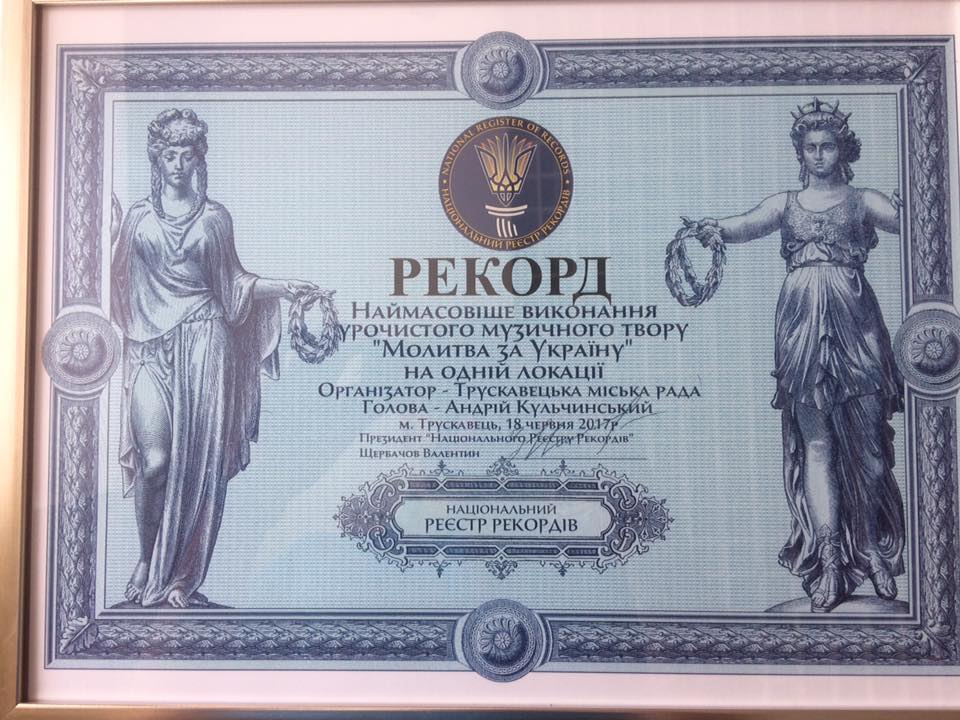 NATIONAL REGISTER OF RECORDS
НАЦІОНАЛЬНИЙ РЕЄСТР РЕКОРДІВ
РЕКОРД
НАЙМАСОВІШЕ ВИКОНАННЯ
УРОЧИСТОГО МУЗИЧНОГО ТВОРУ
"МОЛИТВА ЗА УКРАЇНУ"
НА ОДНІЙ ЛОКАЦІЇ
ОРГАНІЗАТОР - ТРУСКАВЕЦЬКА МІСЬКА РАДА
ГОЛОВА - АНДРІЙ КУЛЬЧИНСЬКИЙ
м. ТРУСКАВЕЦЬ, 18 ЧЕРВНЯ 2017р
ПРЕЗИДЕНТ "НАЦІОНАЛЬНОГО РЕЄСТРУ РЕКОРДІВ"
ЩЕРБАЧОВ ВАЛЕНТИН
НАЦІОНАЛЬНИЙ
РЕЄСТР РЕКОРДІВ